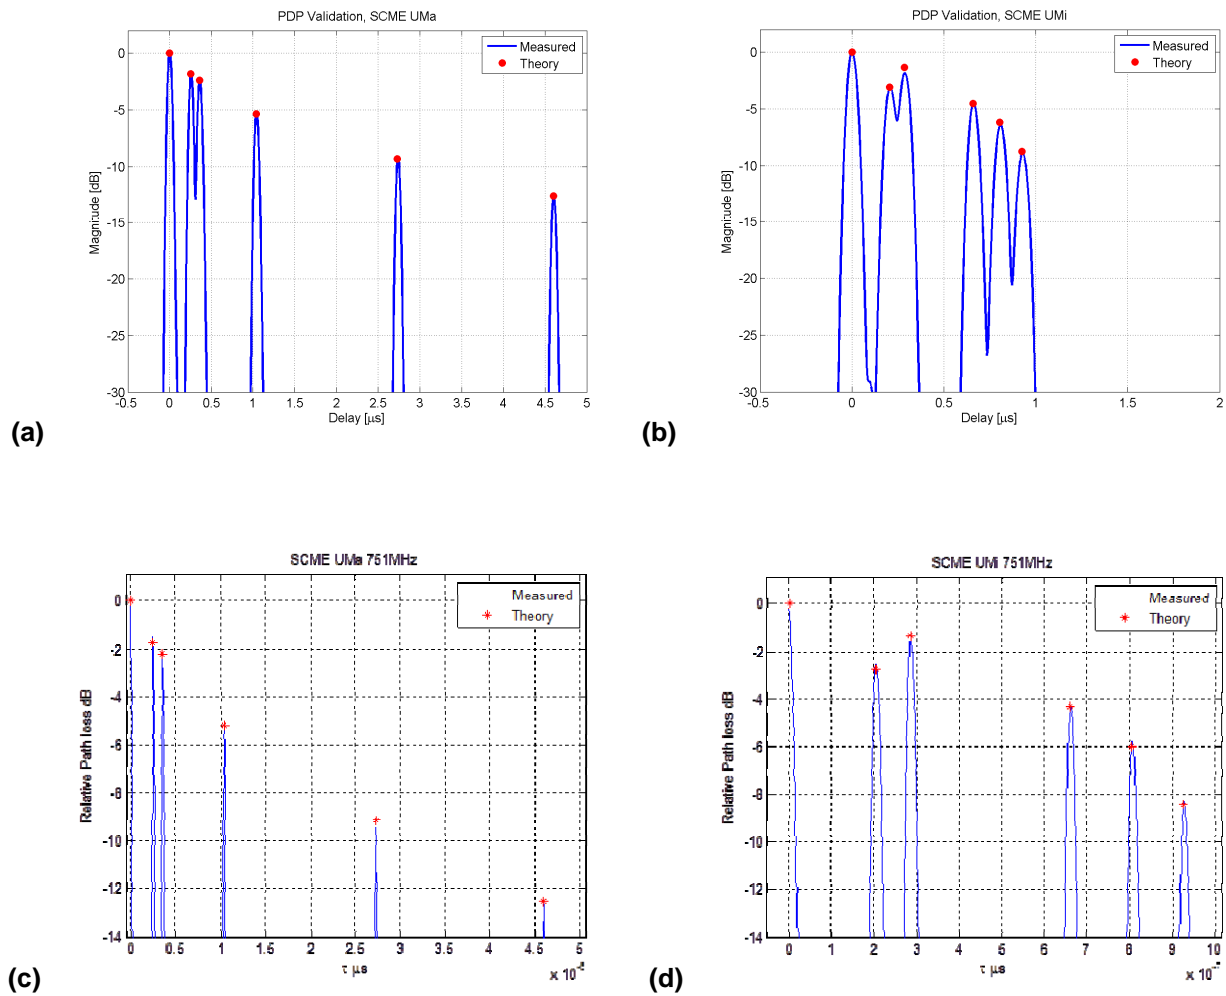 PDP Validation, SCME UMa
Measured
Theory
Magnitude [dB]
0
-5
-10
-15
-20
-25
-30
-0.5 0 0.5 1 1.5 2 2.5 3 3.5 4 4.5 5
Delay [µs]
(a)
PDP Validation, SCME UMi
Measured
Theory
Magnitude [dB]
0
-5
-10
-15
-20
-25
-30
-0.5 0 0.5 1 1.5 2
Delay [µs]
(b)
SCME UMa 751MHz
Measured
Theory
Relative Path loss dB
0
-2
-4
-6
-8
-10
-12
-14
0 0.5 1 1.5 2 2.5 3 3.5 4 4.5 5
τ µs
(c)
SCME UMi 751MHz
Measured
Theory
Relative Path loss dB
0
-2
-4
-6
-8
-10
-12
-14
0 1 2 3 4 5 6 7 8 9 10
τ µs
(d)